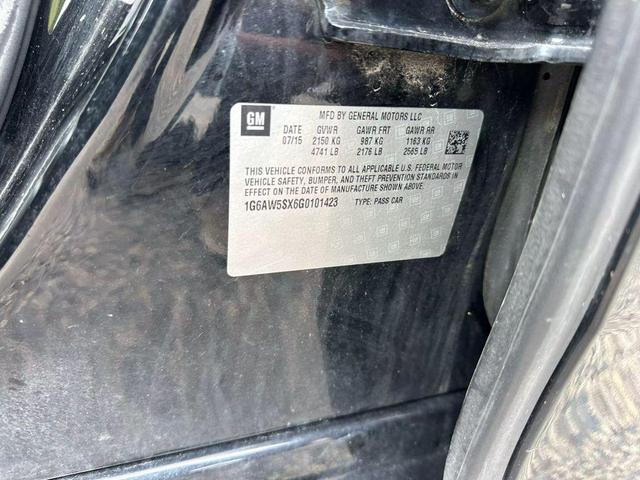 GM
MFD BY GENERAL MOTORS LLC
DATE GVWR GAWR FRT GAWR RR
07/15 2150 KG 987 KG 1163 KG
4741 LB 2176 LB 2565 LB
THIS VEHICLE CONFORMS TO ALL APPLICABLE U.S. FEDERAL MOTOR
VEHICLE SAFETY, BUMPER, AND THEFT PREVENTION STANDARDS IN
EFFECT ON THE DATE OF MANUFACTURE SHOWN ABOVE.
1G6AW5SX6G0101423 TYPE: PASS CAR